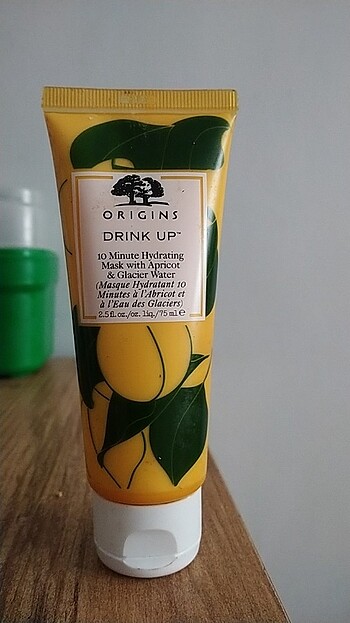 ORIGINS
DRINK UP™
10 Minute Hydrating
Mask with Apricot
& Glacier Water
(Masque Hydratant 10
Minutes à l'Abricot et
à l'Eau des Glaciers)
2.5 fl.oz./oz. liq./75 ml ℮